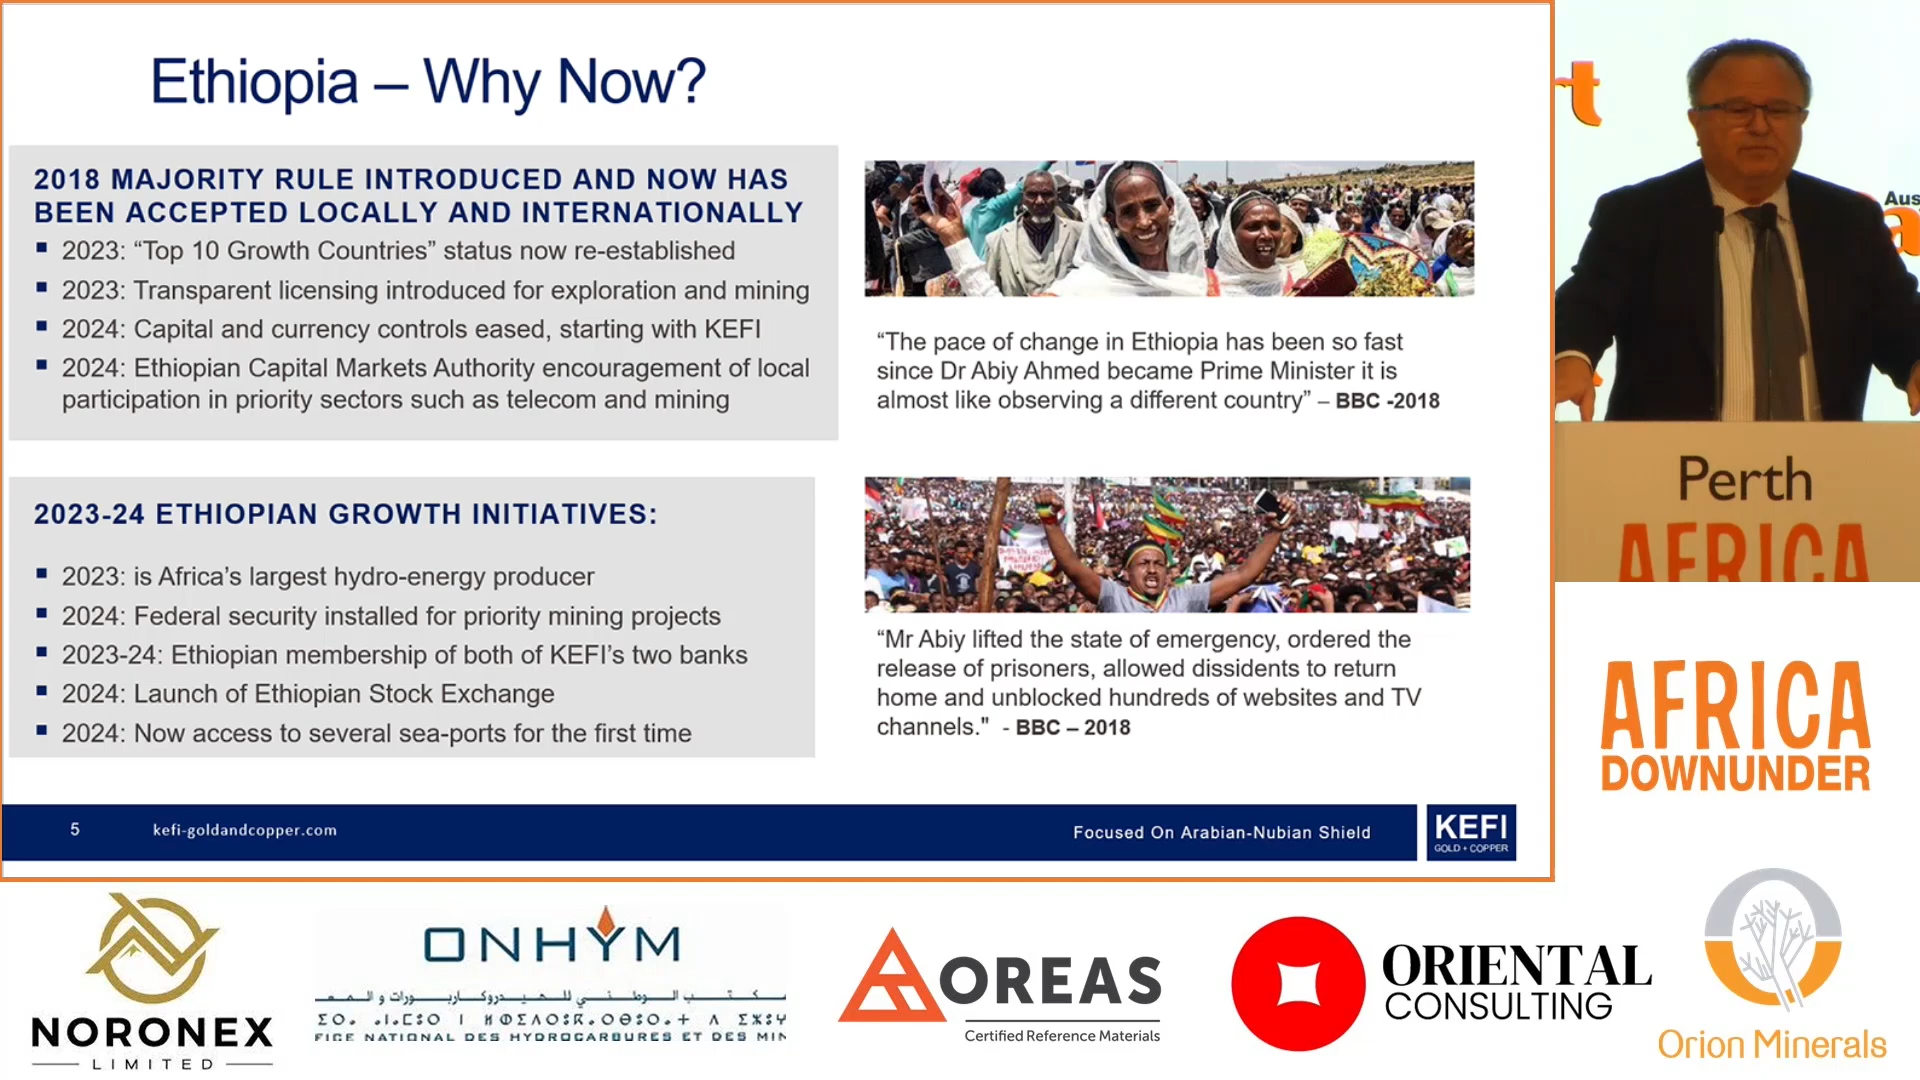 Ethiopia – Why Now?
2018 MAJORITY RULE INTRODUCED AND NOW HAS
BEEN ACCEPTED LOCALLY AND INTERNATIONALLY
▪ 2023: “Top 10 Growth Countries” status now re-established
▪ 2023: Transparent licensing introduced for exploration and mining
▪ 2024: Capital and currency controls eased, starting with KEFI
▪ 2024: Ethiopian Capital Markets Authority encouragement of local
participation in priority sectors such as telecom and mining
“The pace of change in Ethiopia has been so fast
since Dr Abiy Ahmed became Prime Minister it is
almost like observing a different country” – BBC -2018
2023-24 ETHIOPIAN GROWTH INITIATIVES:
▪ 2023: is Africa’s largest hydro-energy producer
▪ 2024: Federal security installed for priority mining projects
▪ 2023-24: Ethiopian membership of both of KEFI’s two banks
▪ 2024: Launch of Ethiopian Stock Exchange
▪ 2024: Now access to several sea-ports for the first time
“Mr Abiy lifted the state of emergency, ordered the
release of prisoners, allowed dissidents to return
home and unblocked hundreds of websites and TV
channels." - BBC – 2018
5 kefi-goldandcopper.com Focused On Arabian-Nubian Shield
KEFI
GOLD + COPPER
Aus
Perth
AFRICA
AFRICA
DOWNUNDER
NORONEX
LIMITED
ONHYM
FICE NATIONAL DES HYDROCARBURES ET DES MIN
OREAS
Certified Reference Materials
ORIENTAL
CONSULTING
Orion Minerals